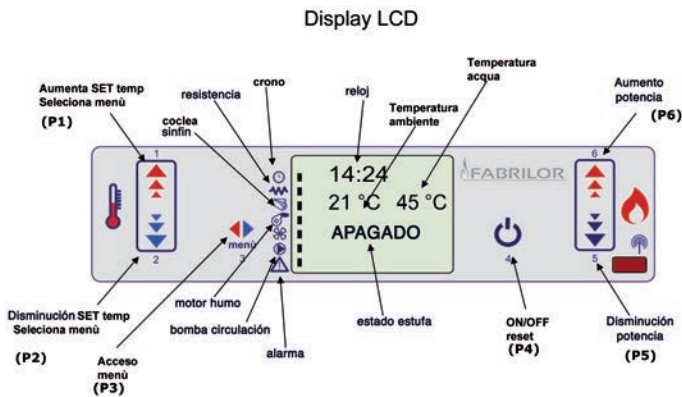 Display LCD
Aumenta SET temp
Seleciona menù
(P1)
resistencia
crono
coclea
sinfin
reloj
Temperatura
ambiente
Temperatura
acqua
Aumento
potencia
(P6)
1
2
menù
3
14:24
21 °C 45 °C
APAGADO
FABRILOR
4
6
5
Disminución SET temp
Seleciona menù
(P2)
Acceso
menù
(P3)
motor humo
bomba circulación
alarma
estado estufa
ON/OFF
reset
(P4)
Disminución
potencia
(P5)